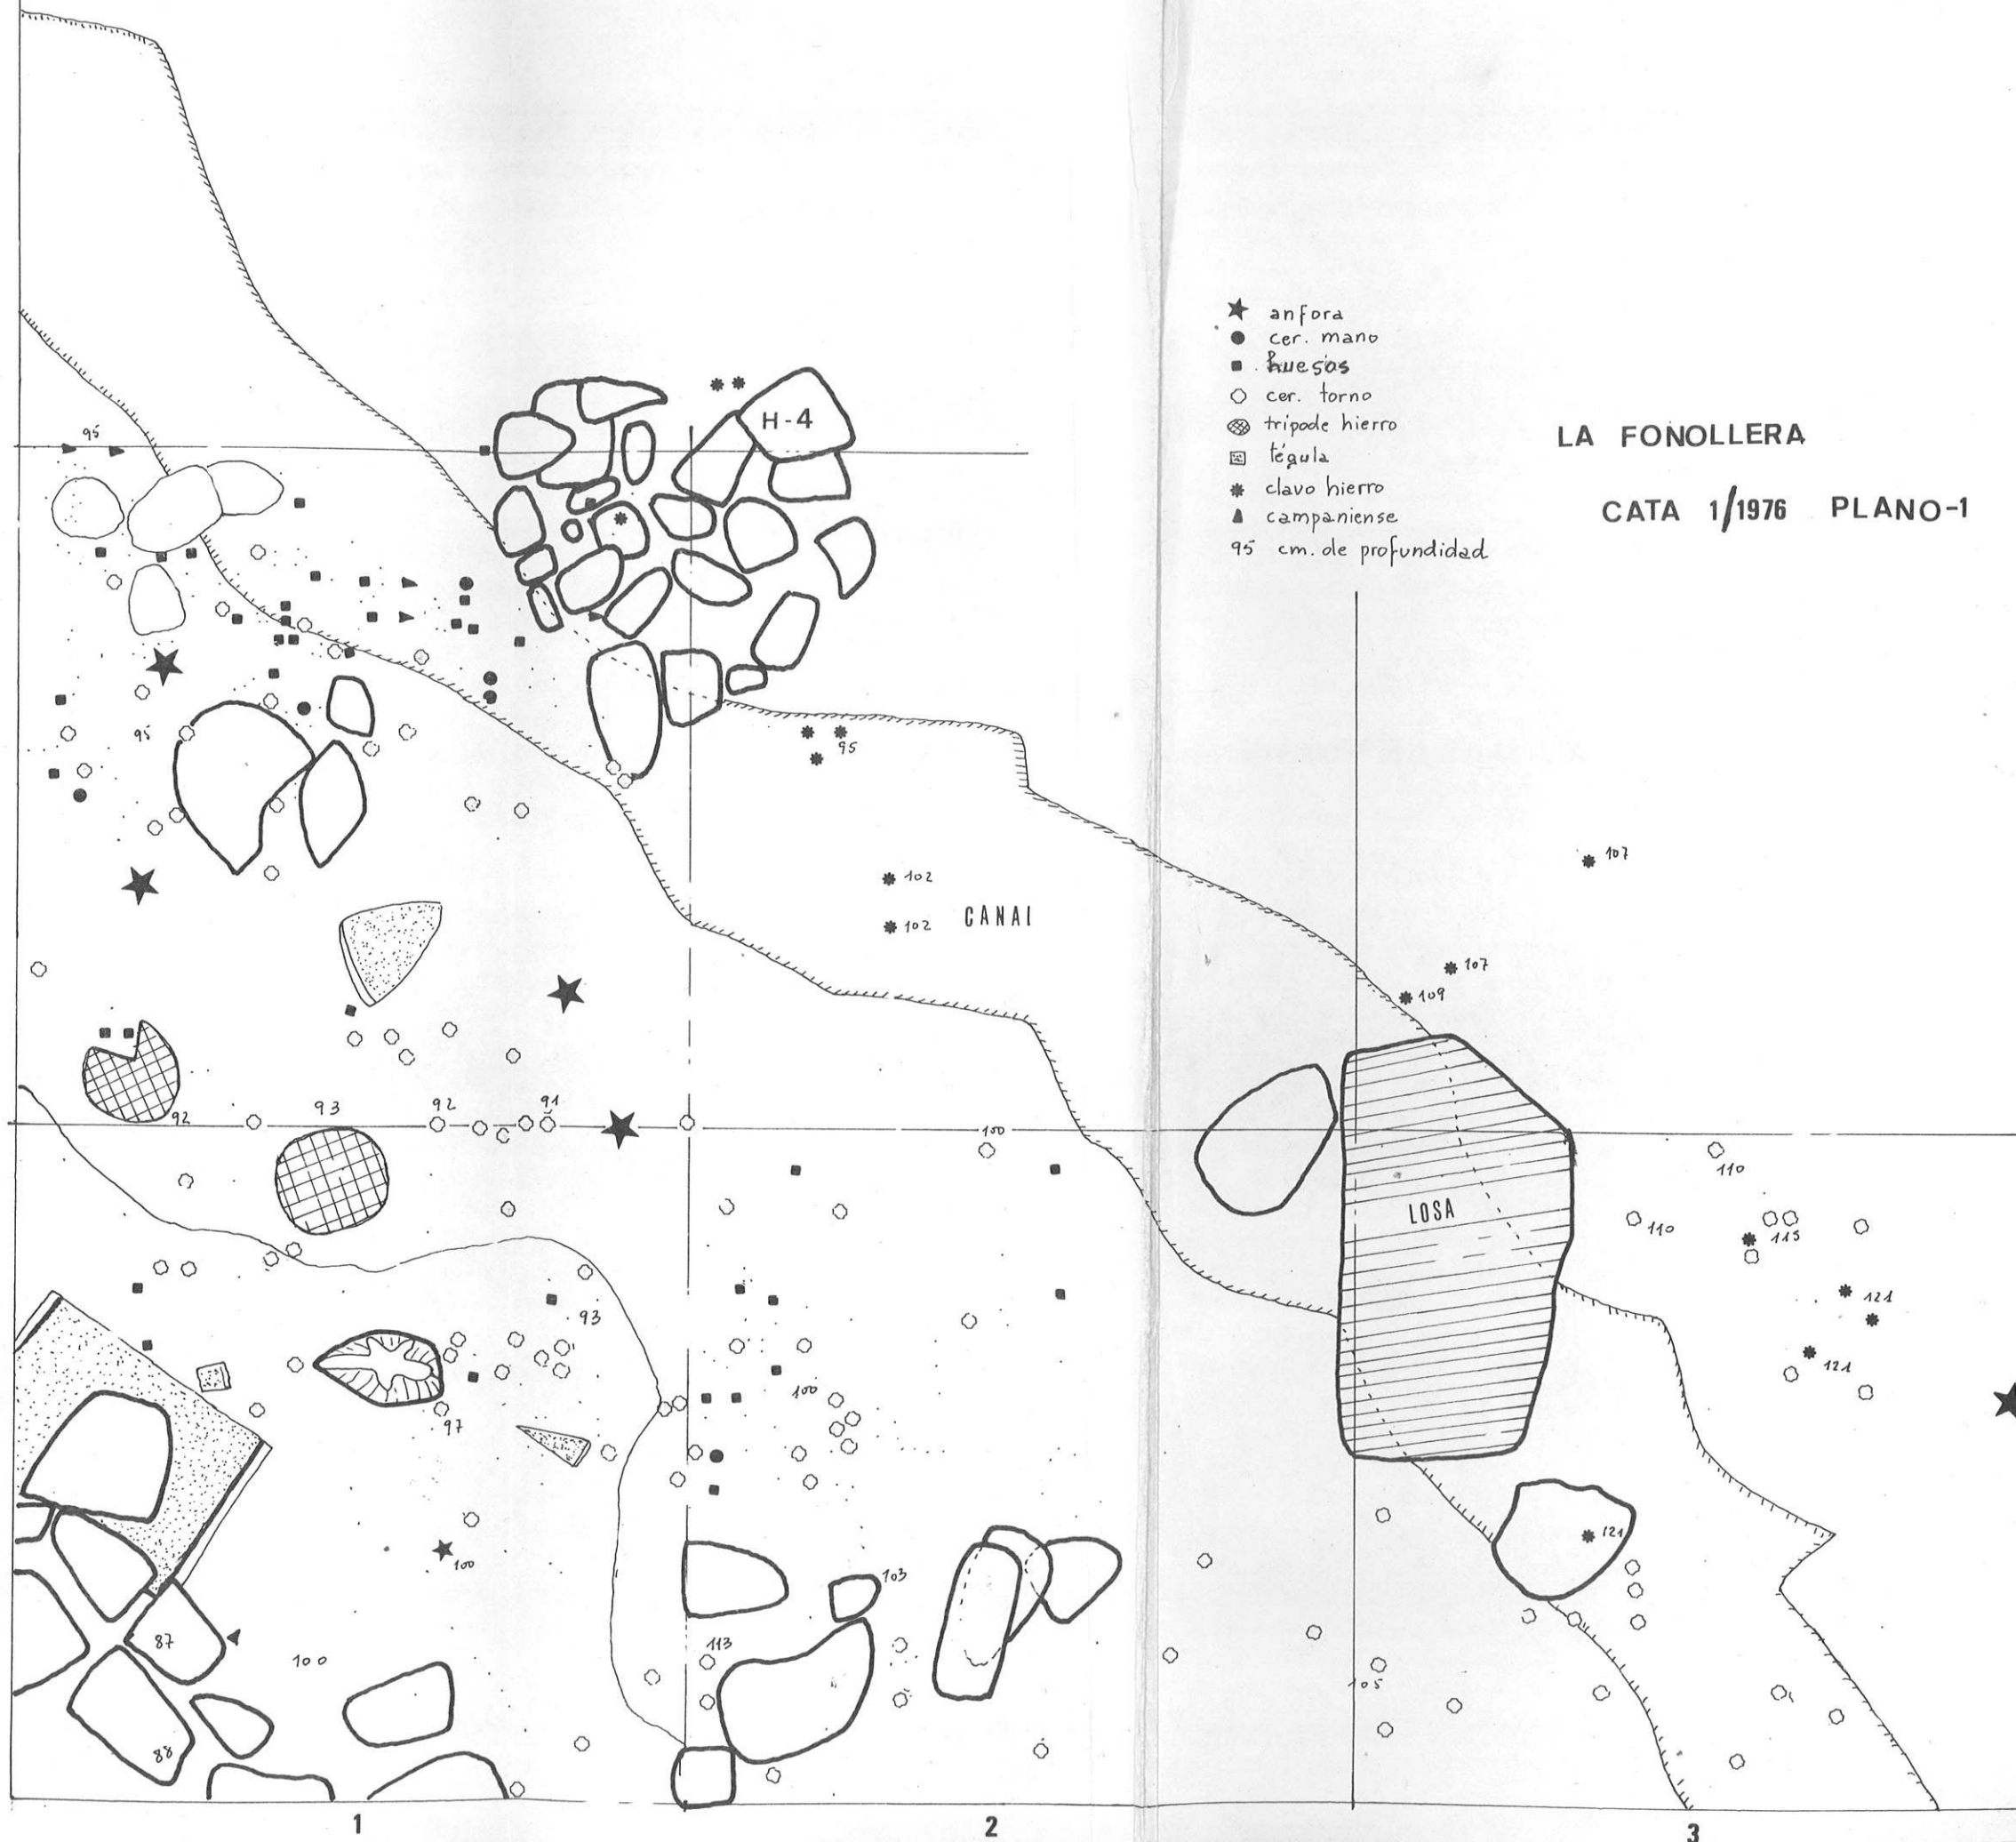 anfora
cer. mano
huesos
cer. torno
tripode hierro
tégula
clavo hierro
campaniense
95 cm. de profundidad
LA FONOLLERA
CATA 1/1976 PLANO-1
H-4
95
95
95
107
102
102
CANAL
107
109
92
93
92
91
100
110
LOSA
110
113
121
93
121
100
97
121
100
103
87
113
100
105
88
1
2
3